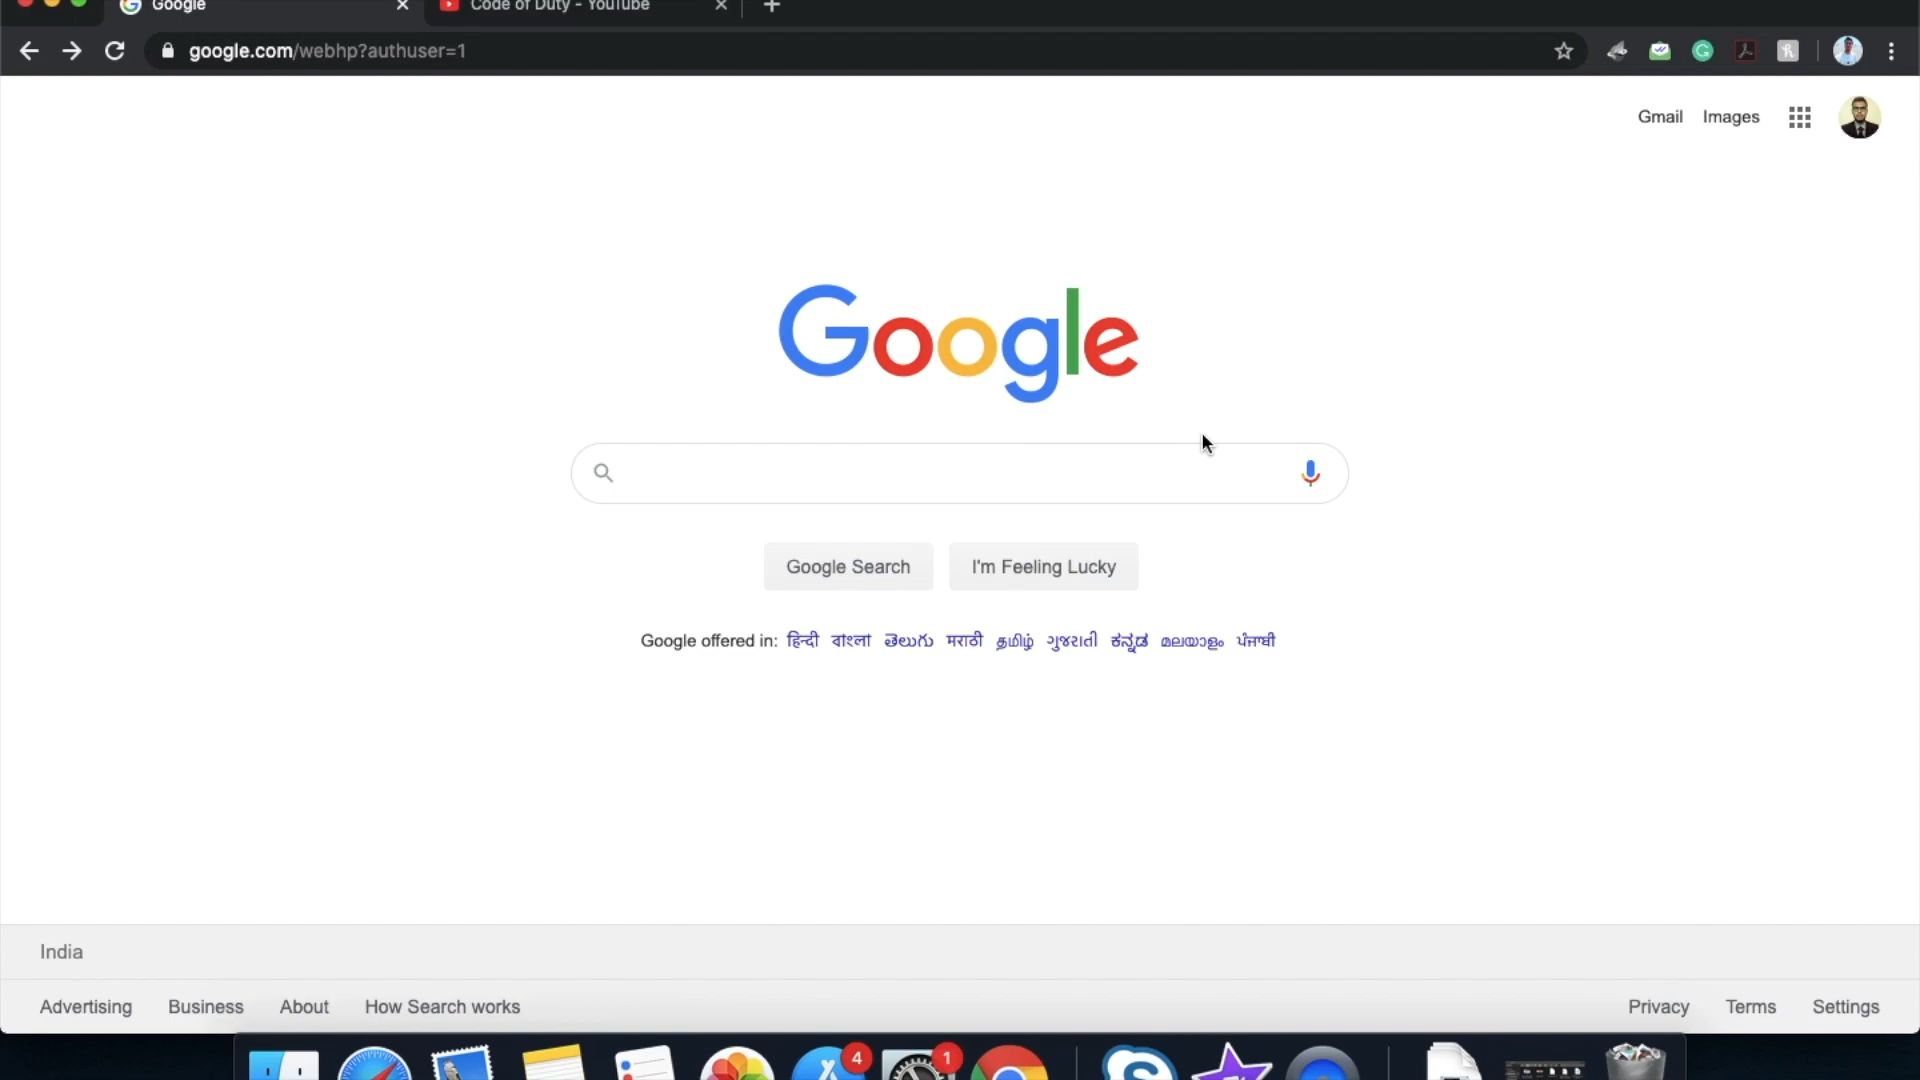 Google
Code of Duty - YouTube
google.com/webhp?authuser=1
Gmail Images
Google
Google Search I'm Feeling Lucky
Google offered in: हिन्दी বাংলা తెలుగు मराठी தமிழ் ગુજરાતી ಕನ್ನಡ മലയാളം ਪੰਜਾਬੀ
India
Advertising Business About How Search works Privacy Terms Settings
4 1